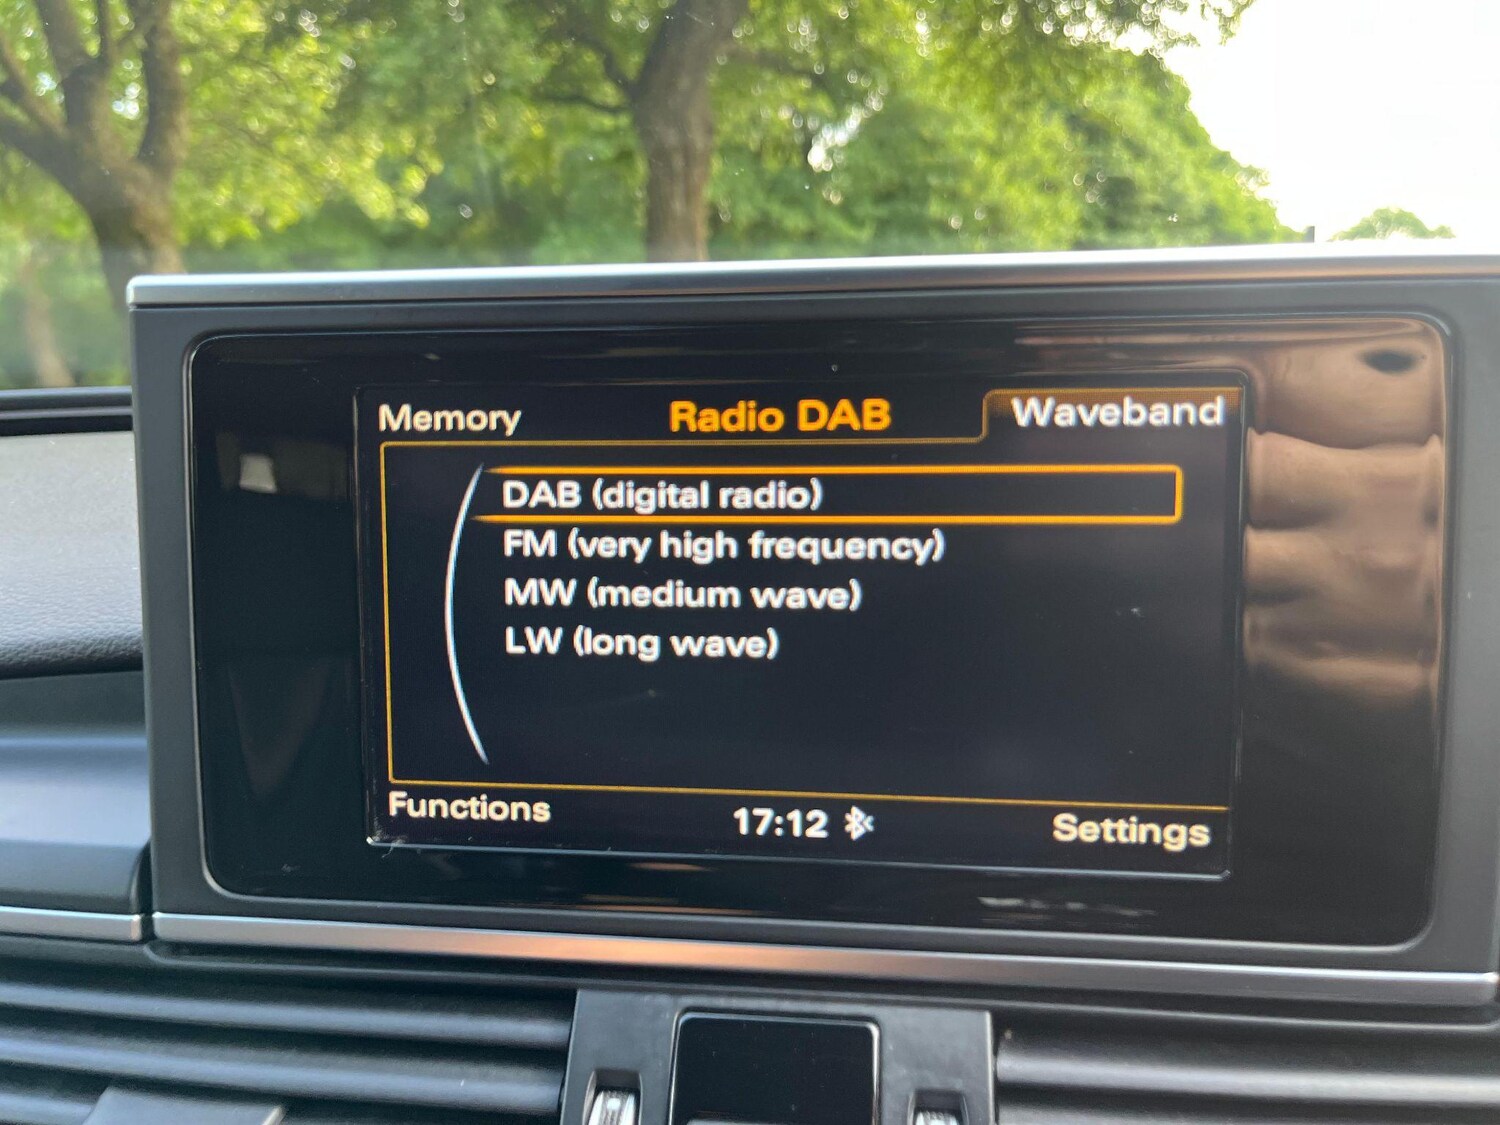 Memory Radio DAB Waveband
DAB (digital radio)
FM (very high frequency)
MW (medium wave)
LW (long wave)
Functions 17:12 Settings